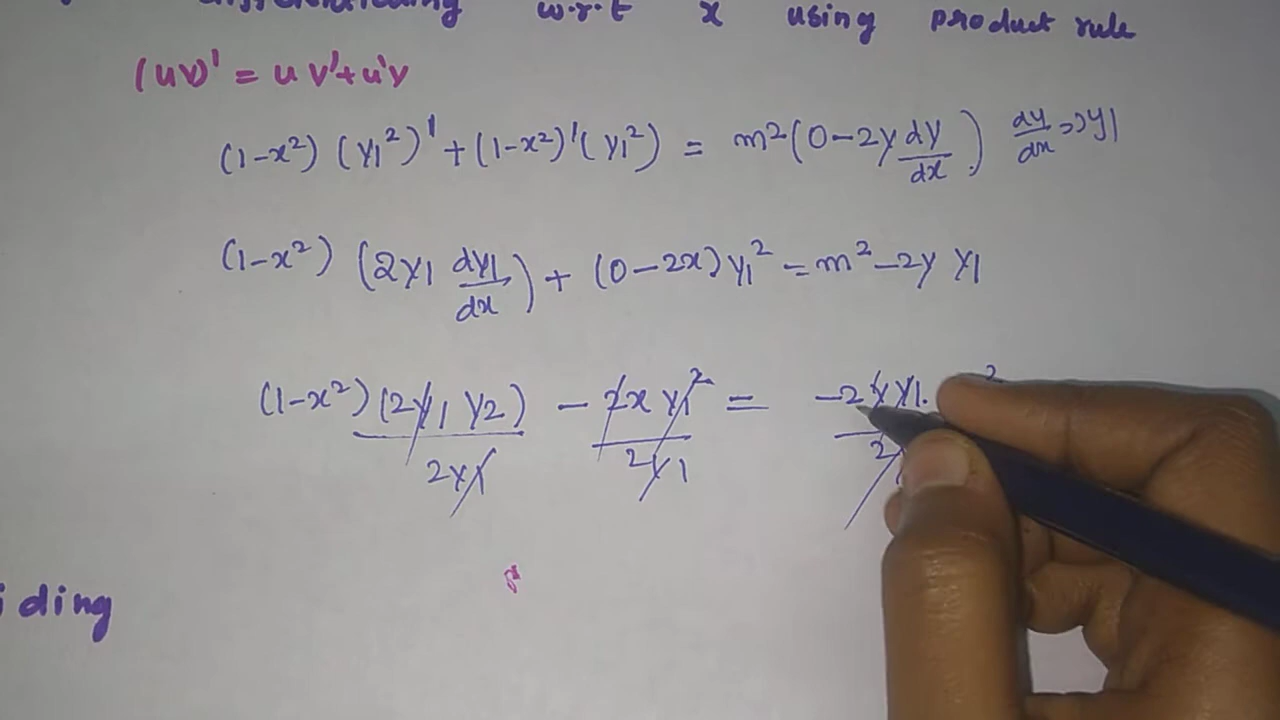 w.r.t x using product rule
(uv)' = u v' + u'v
(1-x²) (y₁²)' + (1-x²)' (y₁²) = m² (0-2y dy/dx) dy/dx => y1
(1-x²) (2y1 dy1/dx) + (0-2x) y₁² = m² -2y y1
(1-x²) (2y1 y2)/2y1 - 2x y1²/2y1 = -2y y1.
iding